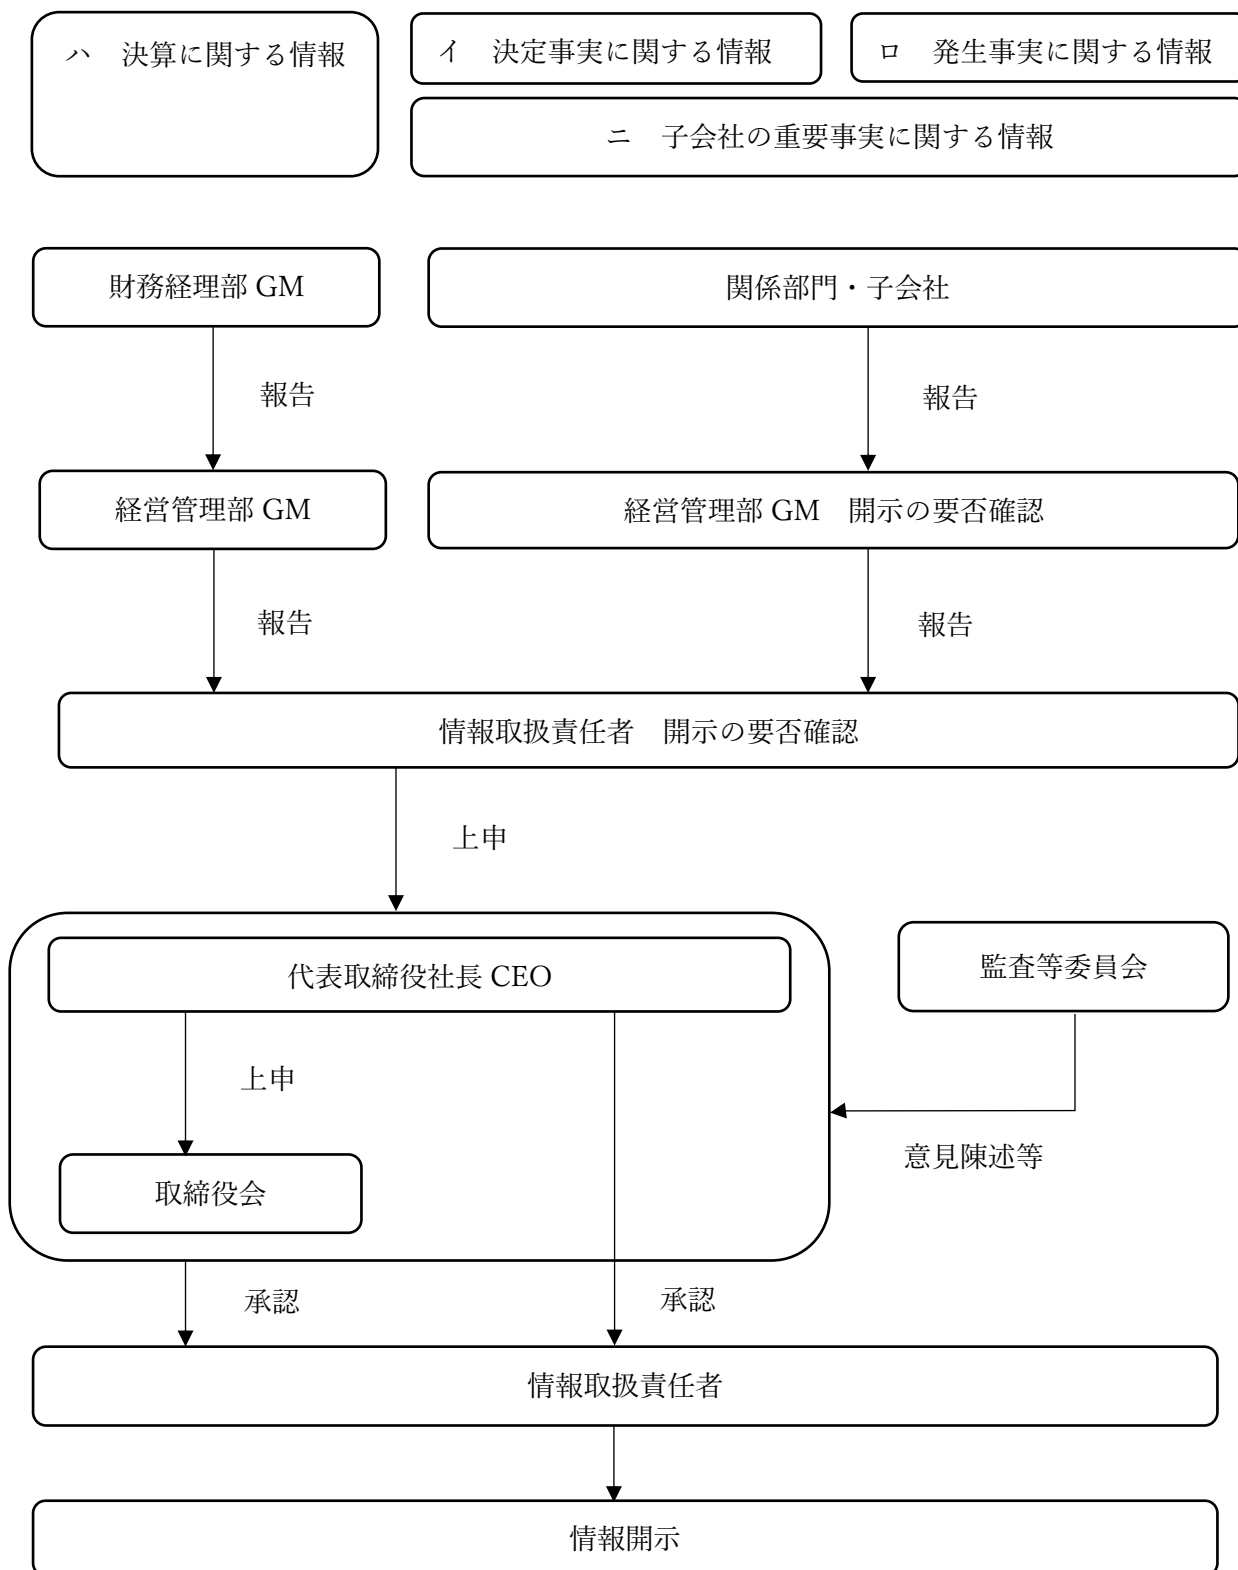 ハ　決算に関する情報
イ　決定事実に関する情報
ロ　発生事実に関する情報
ニ　子会社の重要事実に関する情報
財務経理部 GM
関係部門・子会社
報告
報告
経営管理部 GM
経営管理部 GM　開示の要否確認
報告
報告
情報取扱責任者　開示の要否確認
上申
代表取締役社長 CEO
監査等委員会
上申
意見陳述等
取締役会
承認
承認
情報取扱責任者
情報開示